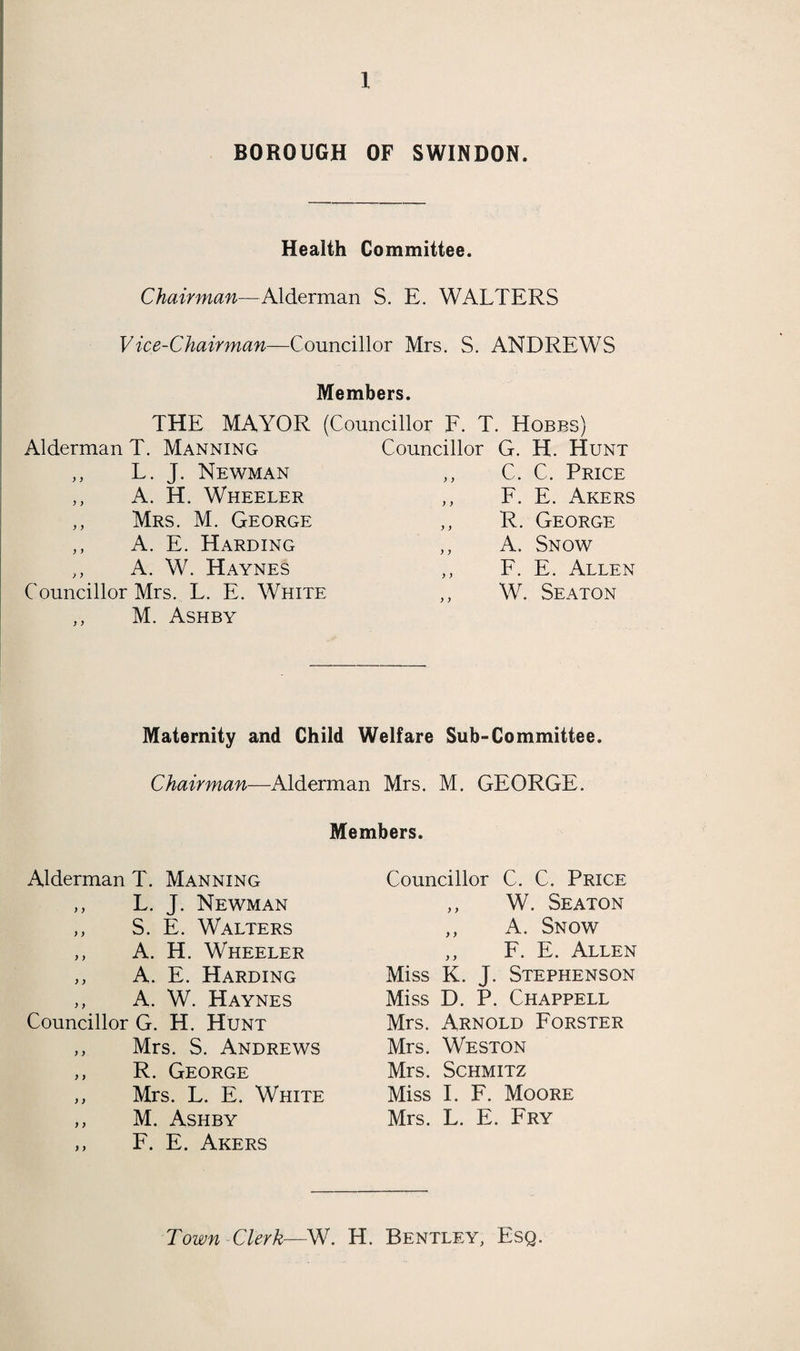 1
BOROUGH OF SWINDON.
Health Committee.
Chairman—Alderman S. E. WALTERS
Vice-Chairman—Councillor Mrs. S. ANDREWS
Members.
THE MAYOR (Councillor F. T. HOBBS)
Alderman T. MANNING
,, L. J. NEWMAN
,, A. H. WHEELER
,, MRS. M. GEORGE
,, A. E. HARDING
,, A. W. HAYNES
Councillor Mrs. L. E. WHITE
,, M. ASHBY
Councillor G. H. HUNT
,, C. C. PRICE
,, F. E. AKERS
,, R. GEORGE
,, A. SNOW
,, F. E. ALLEN
,, W. SEATON
Maternity and Child Welfare Sub-Committee.
Chairman—Alderman Mrs. M. GEORGE.
Members.
Alderman T. MANNING
,, L. J. NEWMAN
,, S. E. WALTERS
,, A. H. WHEELER
,, A. E. HARDING
,, A. W. HAYNES
Councillor G. H. HUNT
,, Mrs. S. ANDREWS
,, R. GEORGE
,, Mrs. L. E. WHITE
,, M. ASHBY
,, F. E. AKERS
Councillor C. C. PRICE
,, W. SEATON
,, A. SNOW
,, F. E. ALLEN
Miss K. J. STEPHENSON
Miss D. P. CHAPPELL
Mrs. ARNOLD FORSTER
Mrs. WESTON
Mrs. SCHMITZ
Miss I. F. MOORE
Mrs. L. E. FRY
Town Clerk—W. H. BENTLEY, ESQ.